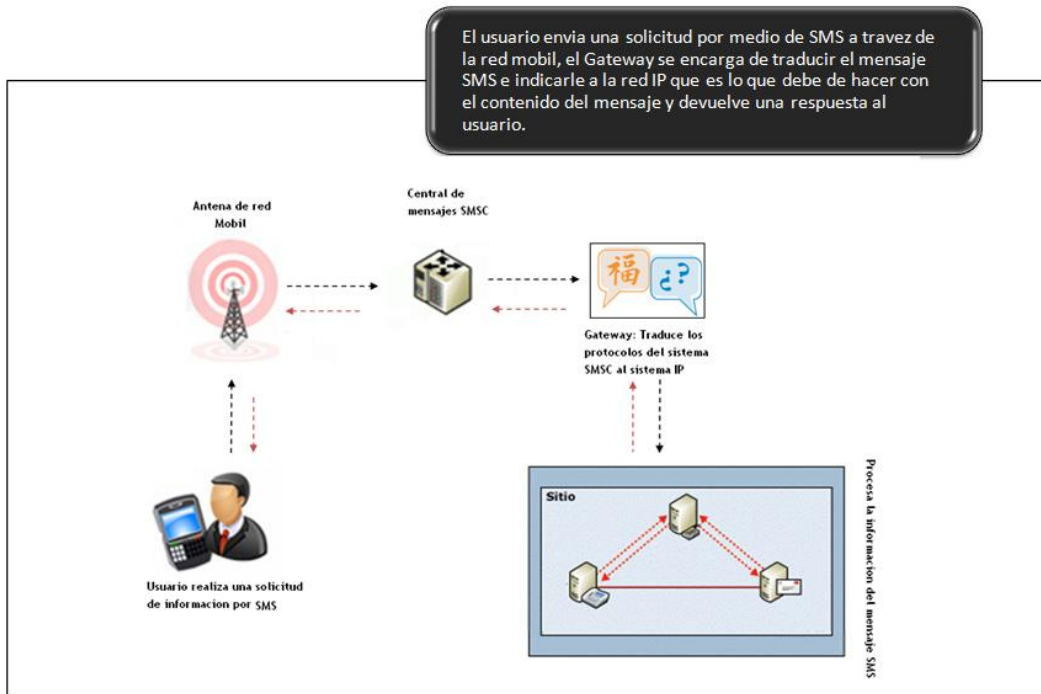 El usuario envia una solicitud por medio de SMS a travez de
la red mobil, el Gateway se encarga de traducir el mensaje
SMS e indicarle a la red IP que es lo que debe de hacer con
el contenido del mensaje y devuelve una respuesta al
usuario.
Antena de red
Mobil
Central de
mensajes SMSC
福
¿?
Gateway: Traduce los
protocolos del sistema
SMSC al sistema IP
Usuario realiza una solicitud
de informacion por SMS
Sitio
Procesa la informacion del mensaje SMS